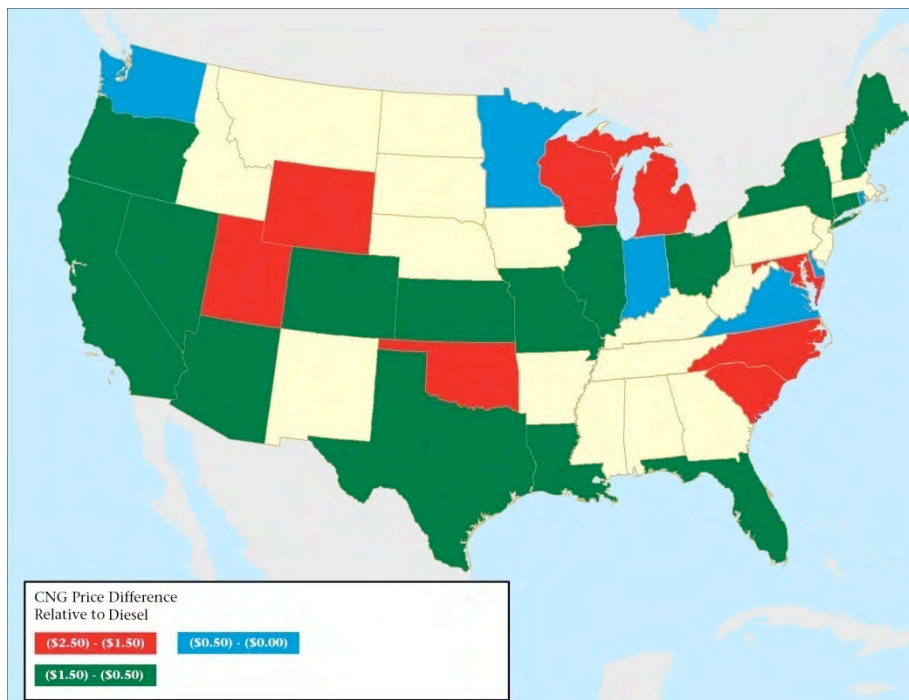 CNG Price Difference
Relative to Diesel
($2.50) - ($1.50)
($0.50) - ($0.00)
($1.50) - ($0.50)